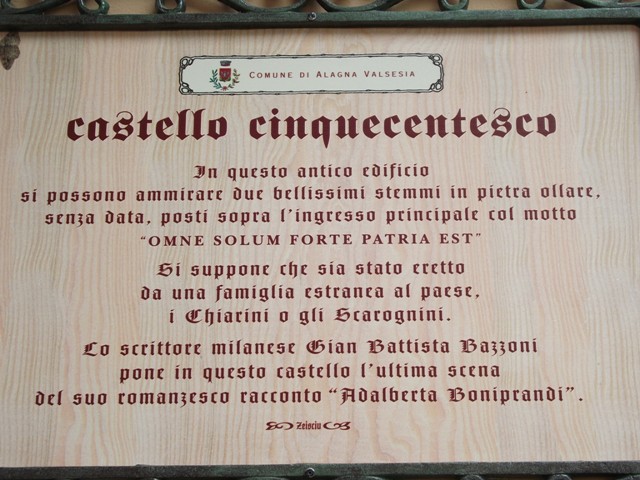 Comune di Alagna Valsesia
castello cinquecentesco
In questo antico edificio
si possono ammirare due bellissimi stemmi in pietra ollare,
senza data, posti sopra l'ingresso principale col motto
"OMNE SOLUM FORTE PATRIA EST"
Si suppone che sia stato eretto
da una famiglia estranea al paese,
i Chiarini o gli Scarognini.
Lo scrittore milanese Gian Battista Bazzoni
pone in questo castello l'ultima scena
del suo romanzesco racconto "Adalberta Boniprandi".
Zeisciu